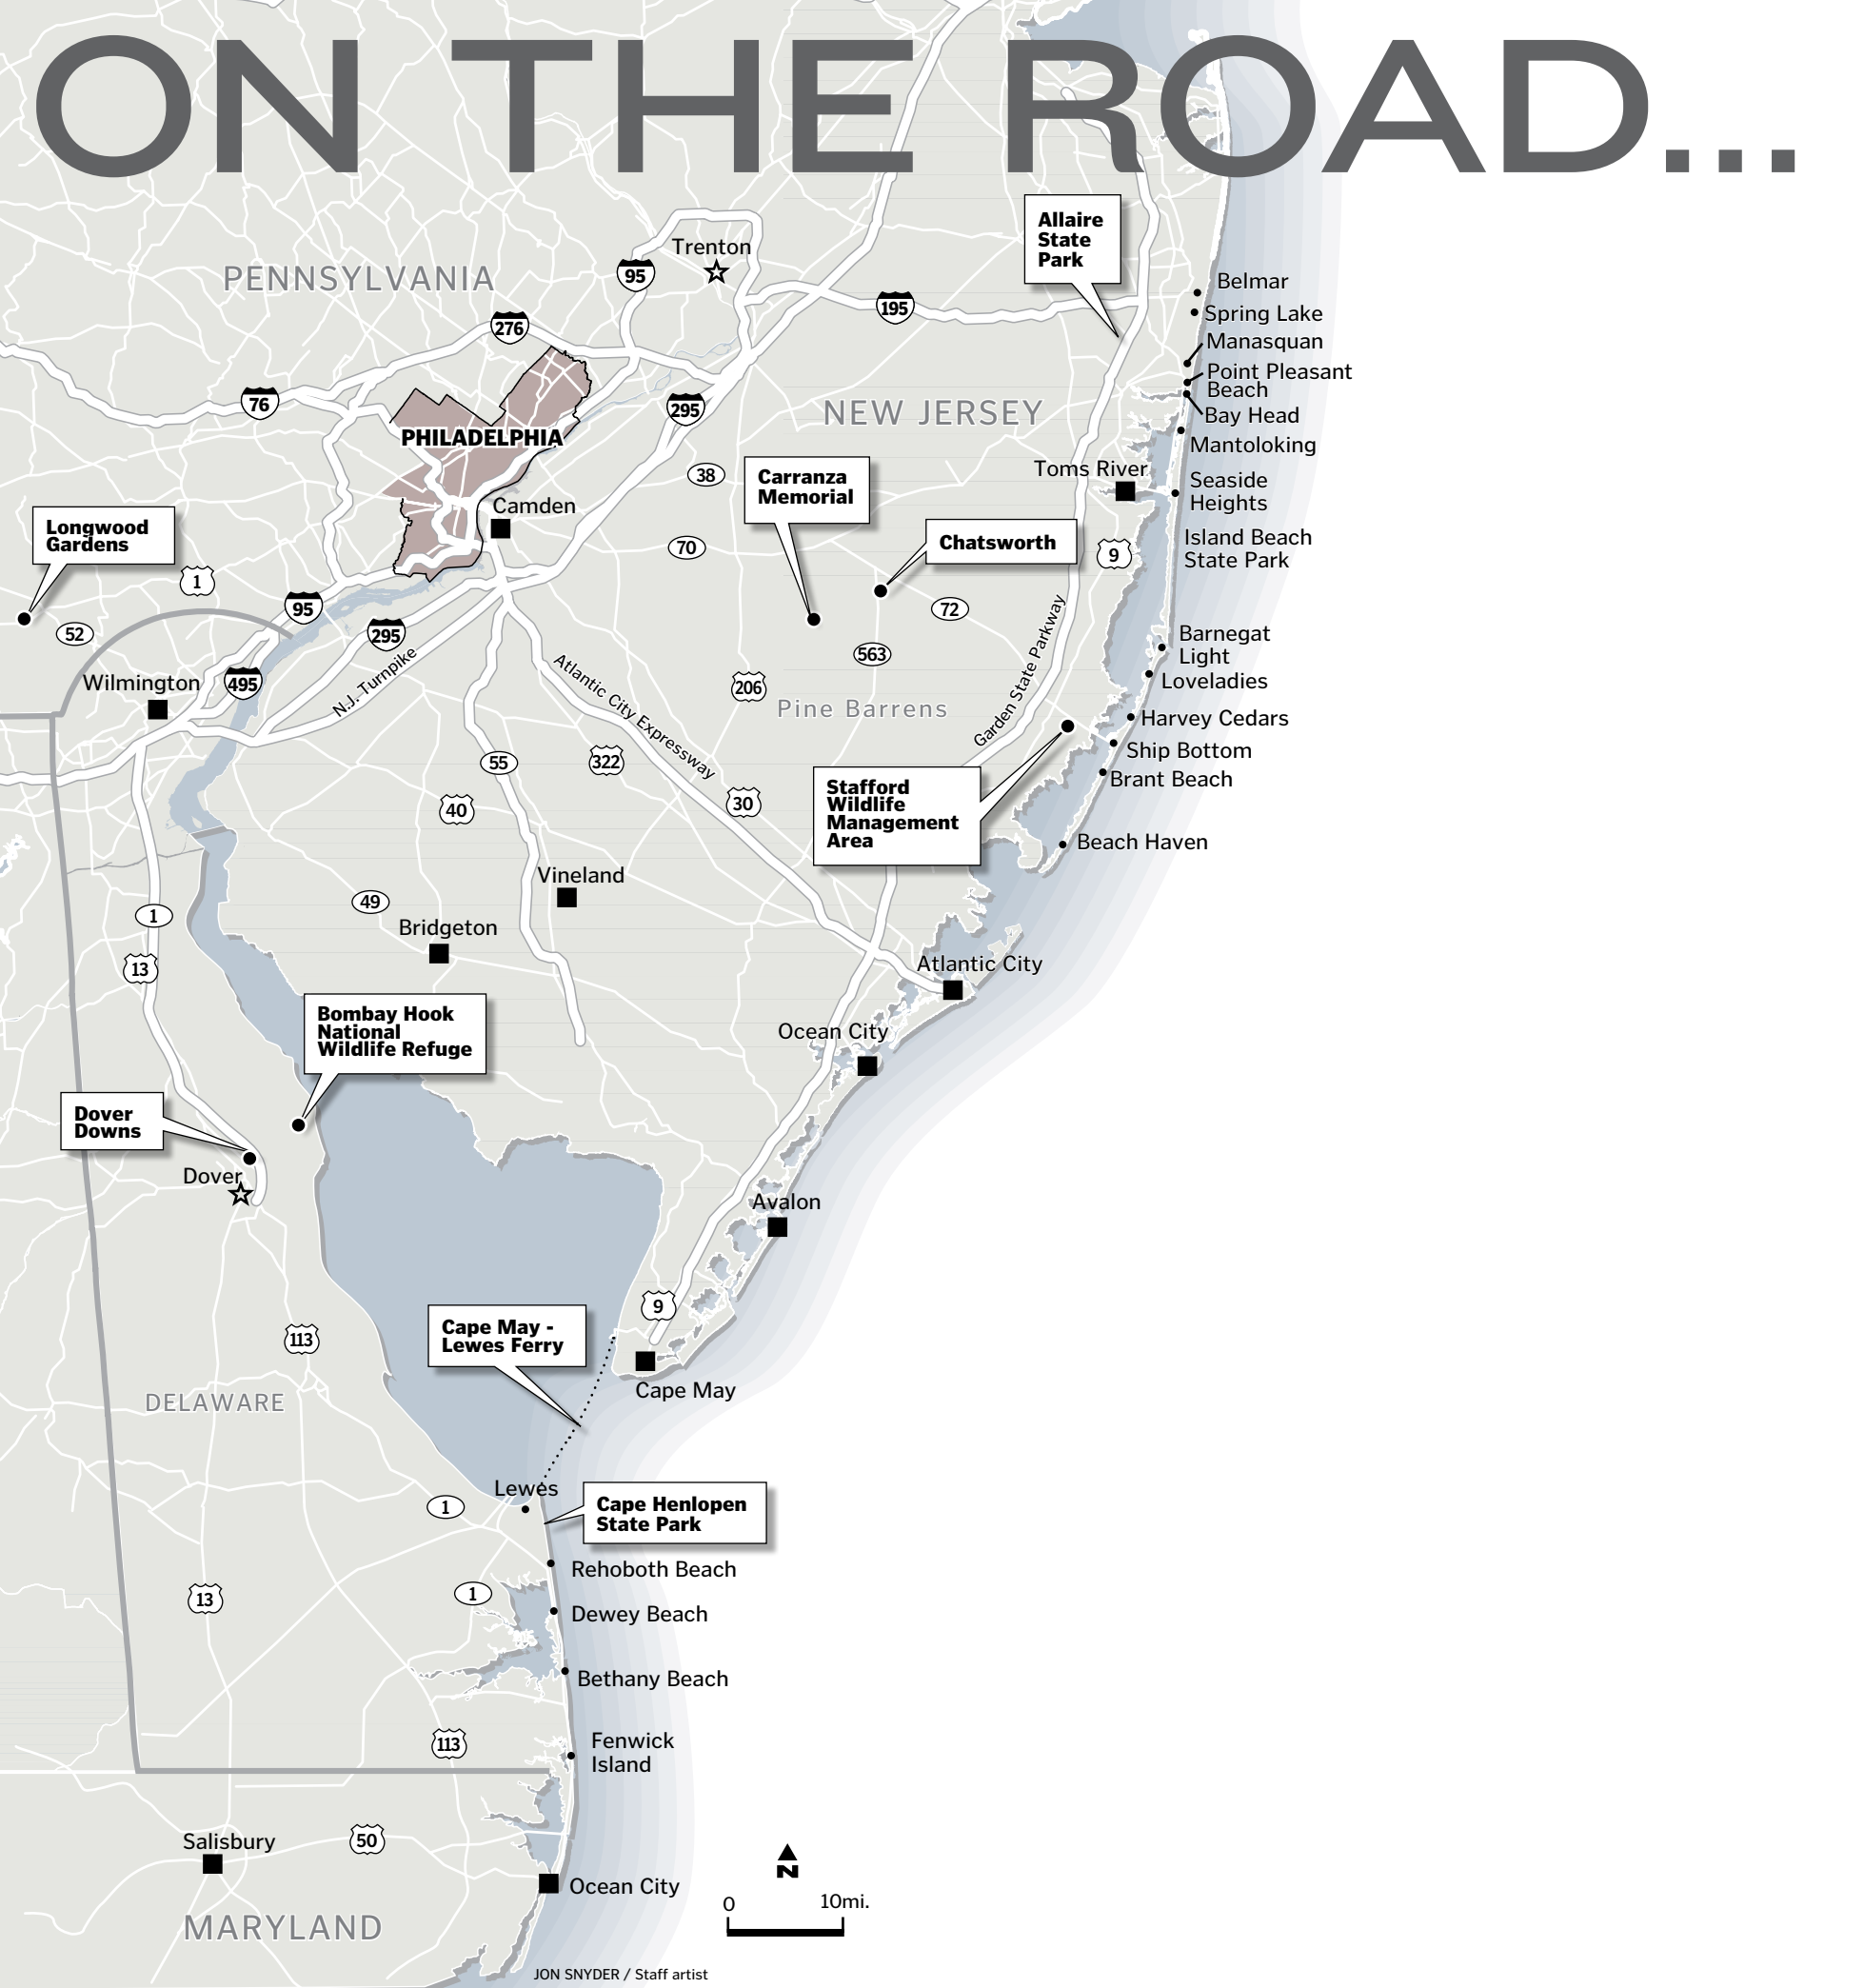 ON THE ROAD...
Allaire
State
Park
Trenton
95
PENNSYLVANIA
Belmar
195
Spring Lake
276
Manasquan
Point Pleasant
Beach
76
295
NEW JERSEY
Bay Head
PHILADELPHIA
Mantoloking
38
Carranza
Memorial
Toms River
Seaside
Heights
Camden
Longwood
Gardens
70
Chatsworth
9
Island Beach
State Park
1
95
52
295
72
Garden State Parkway
563
Barnegat
Light
Wilmington
495
N.J. Turnpike
Atlantic City Expressway
206
Pine Barrens
Loveladies
Harvey Cedars
Ship Bottom
55
322
Brant Beach
40
30
Stafford
Wildlife
Management
Area
Beach Haven
Vineland
49
1
Bridgeton
13
Atlantic City
Bombay Hook
National
Wildlife Refuge
Ocean City
Dover
Downs
Dover
Avalon
9
Cape May -
Lewes Ferry
113
Cape May
DELAWARE
Lewes
1
Cape Henlopen
State Park
Rehoboth Beach
13
1
Dewey Beach
Bethany Beach
113
Fenwick
Island
Salisbury
50
Ocean City
N
0
10mi.
MARYLAND
JON SNYDER / Staff artist